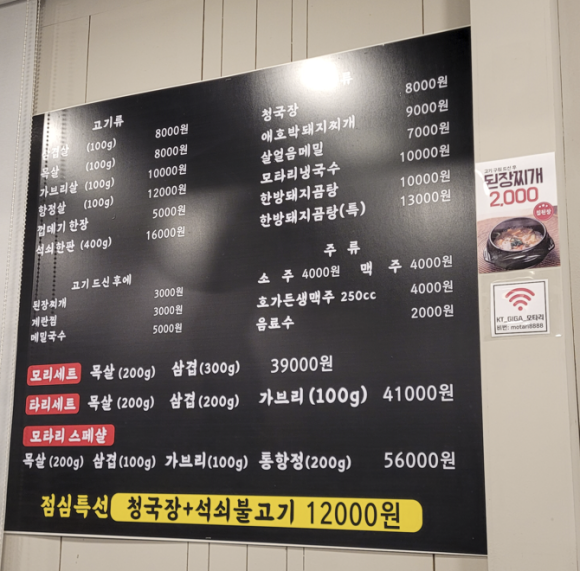 고기류
(100g) 8000원
목살 (100g) 8000원
가브리살 (100g) 10000원
항정살 (100g) 12000원
껍데기 한장 5000원
석쇠한판 (400g) 16000원
고기 드신 후에
된장찌개 3000원
계란찜 3000원
메밀국수 5000원
류
청국장 8000원
애호박돼지찌개 9000원
살얼음메밀 7000원
모타리냉국수 10000원
한방돼지곰탕 10000원
한방돼지곰탕(특) 13000원
주류
소주 4000원 맥주 4000원
호가든생맥주 250cc 4000원
음료수 2000원
모리세트 목살 (200g) 삼겹(300g) 39000원
타리세트 목살 (200g) 삼겹(200g) 가브리(100g) 41000원
모타리 스페샬
목살 (200g) 삼겹(100g) 가브리(100g) 통항정(200g) 56000원
점심특선 청국장+석쇠불고기 12000원
된장찌개
2,000
KT_GIGA_모타리
비번: motari8888